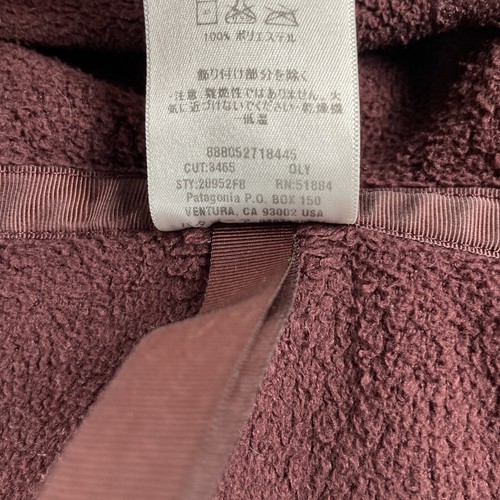 100% ポリエステル
飾り付け部分を除く
-注意 難燃性ではありません. 火
気に近づけないでください- 乾燥機
-低温
888052718445
CUT:3465 QLY
STY:20952F8 RN:51884
Patagonia P.O. BOX 150
VENTURA, CA 93002 USA